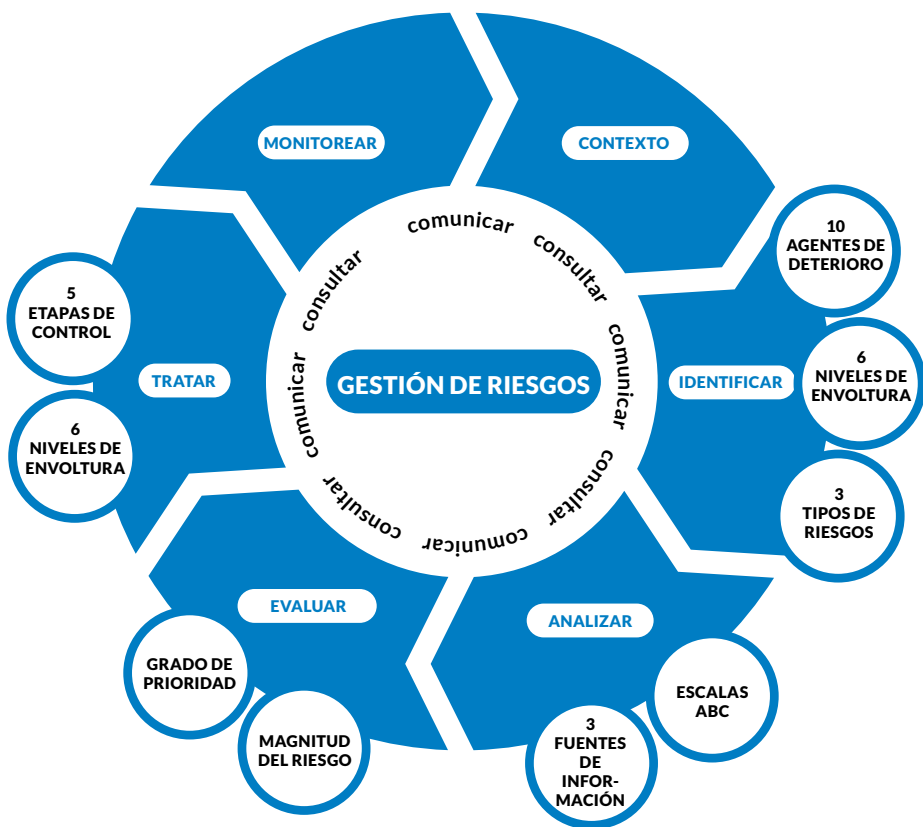 MONITOREAR
CONTEXTO
10
AGENTES DE
DETERIORO
6
NIVELES DE
ENVOLTURA
3
TIPOS DE
RIESGOS
IDENTIFICAR
ANALIZAR
ESCALAS
ABC
3
FUENTES
DE
INFOR-
MACIÓN
EVALUAR
MAGNITUD
DEL RIESGO
GRADO DE
PRIORIDAD
TRATAR
6
NIVELES DE
ENVOLTURA
5
ETAPAS DE
CONTROL
GESTIÓN DE RIESGOS
comunicar
consultar
comunicar
consultar
comunicar
consultar
comunicar
consultar